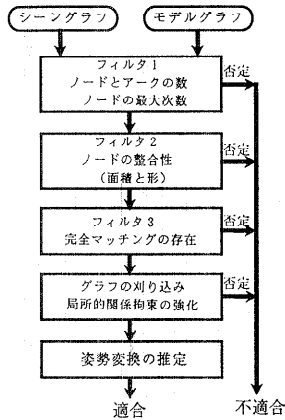 シーングラフ
モデルグラフ
フィルタ1
ノードとアークの数
ノードの最大次数
否定
フィルタ2
ノードの整合性
(面積と形)
否定
フィルタ3
完全マッチングの存在
否定
グラフの刈り込み
局所的関係拘束の強化
否定
姿勢変換の推定
適合
不適合